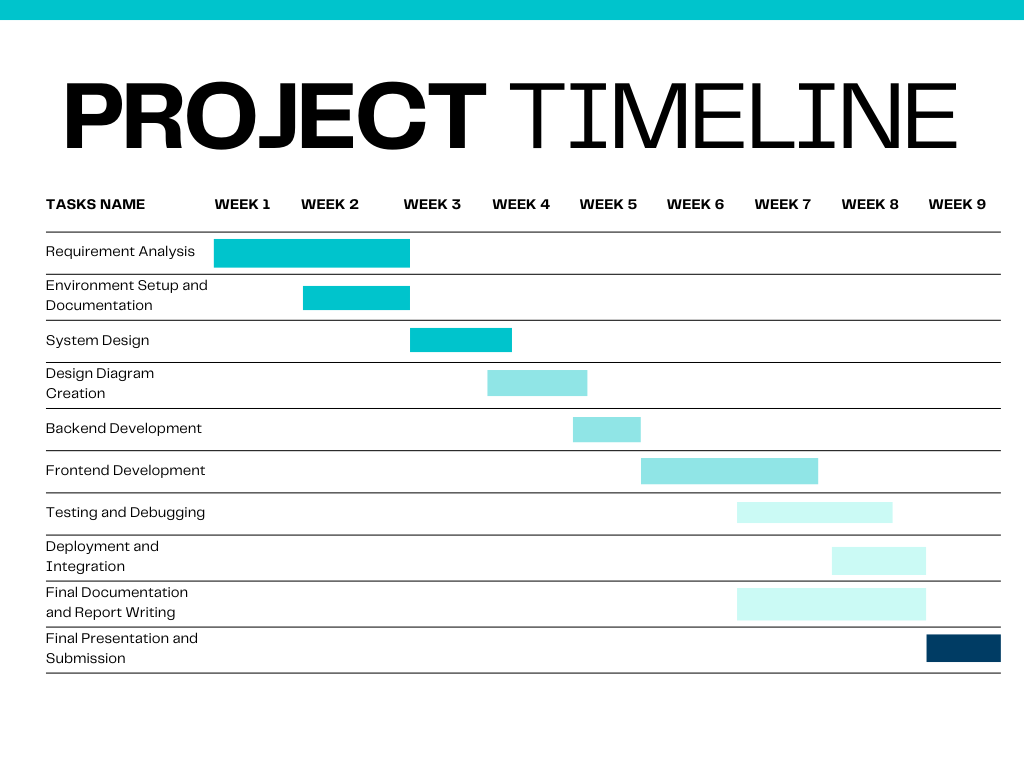 PROJECT TIMELINE
TASKS NAME WEEK 1 WEEK 2 WEEK 3 WEEK 4 WEEK 5 WEEK 6 WEEK 7 WEEK 8 WEEK 9
Requirement Analysis
Environment Setup and
Documentation
System Design
Design Diagram
Creation
Backend Development
Frontend Development
Testing and Debugging
Deployment and
Integration
Final Documentation
and Report Writing
Final Presentation and
Submission